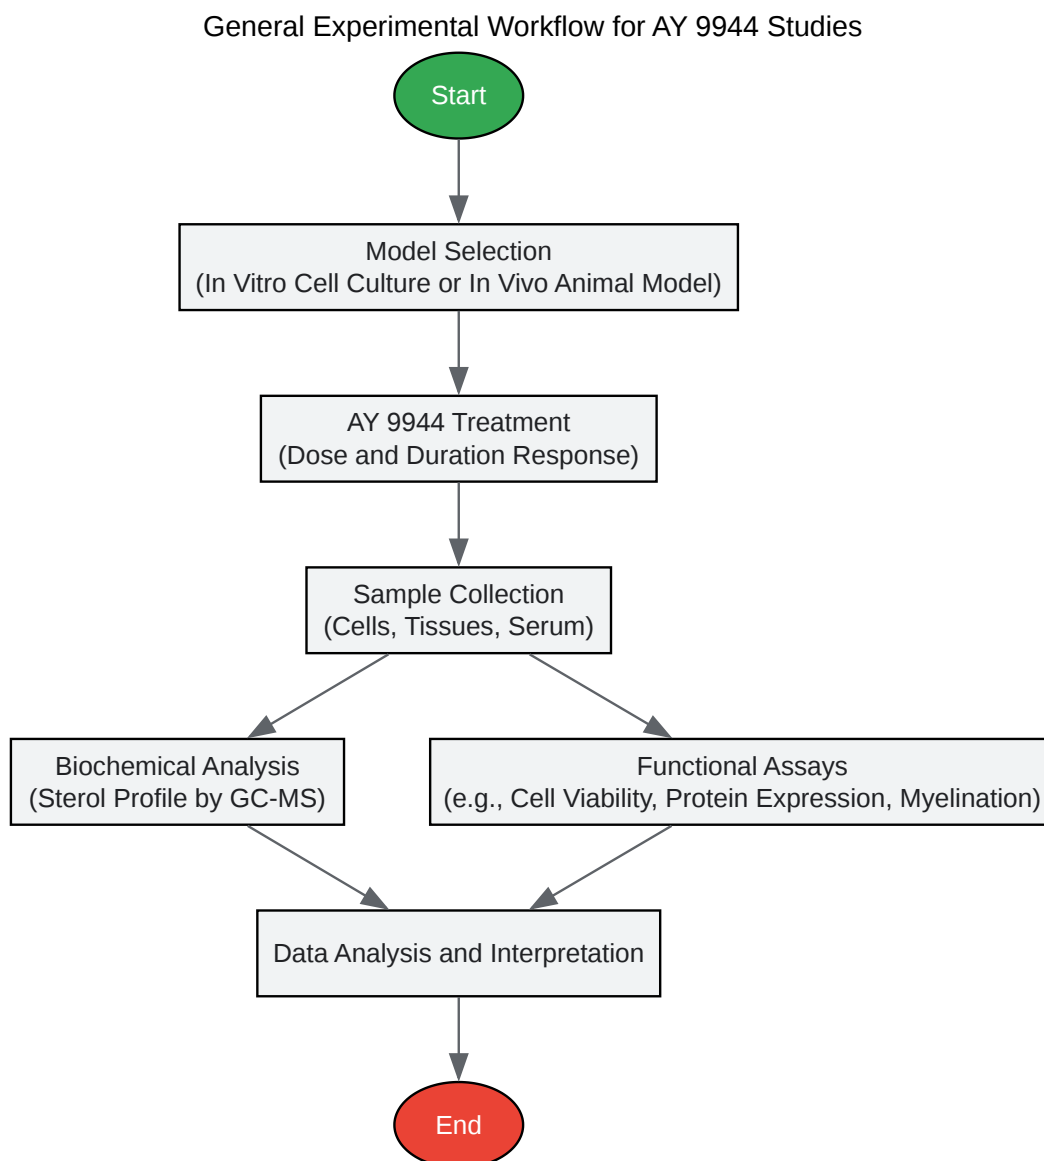 General Experimental Workflow for AY 9944 Studies
Start
Model Selection
(In Vitro Cell Culture or In Vivo Animal Model)
AY 9944 Treatment
(Dose and Duration Response)
Sample Collection
(Cells, Tissues, Serum)
Biochemical Analysis
(Sterol Profile by GC-MS)
Functional Assays
(e.g., Cell Viability, Protein Expression, Myelination)
Data Analysis and Interpretation
End